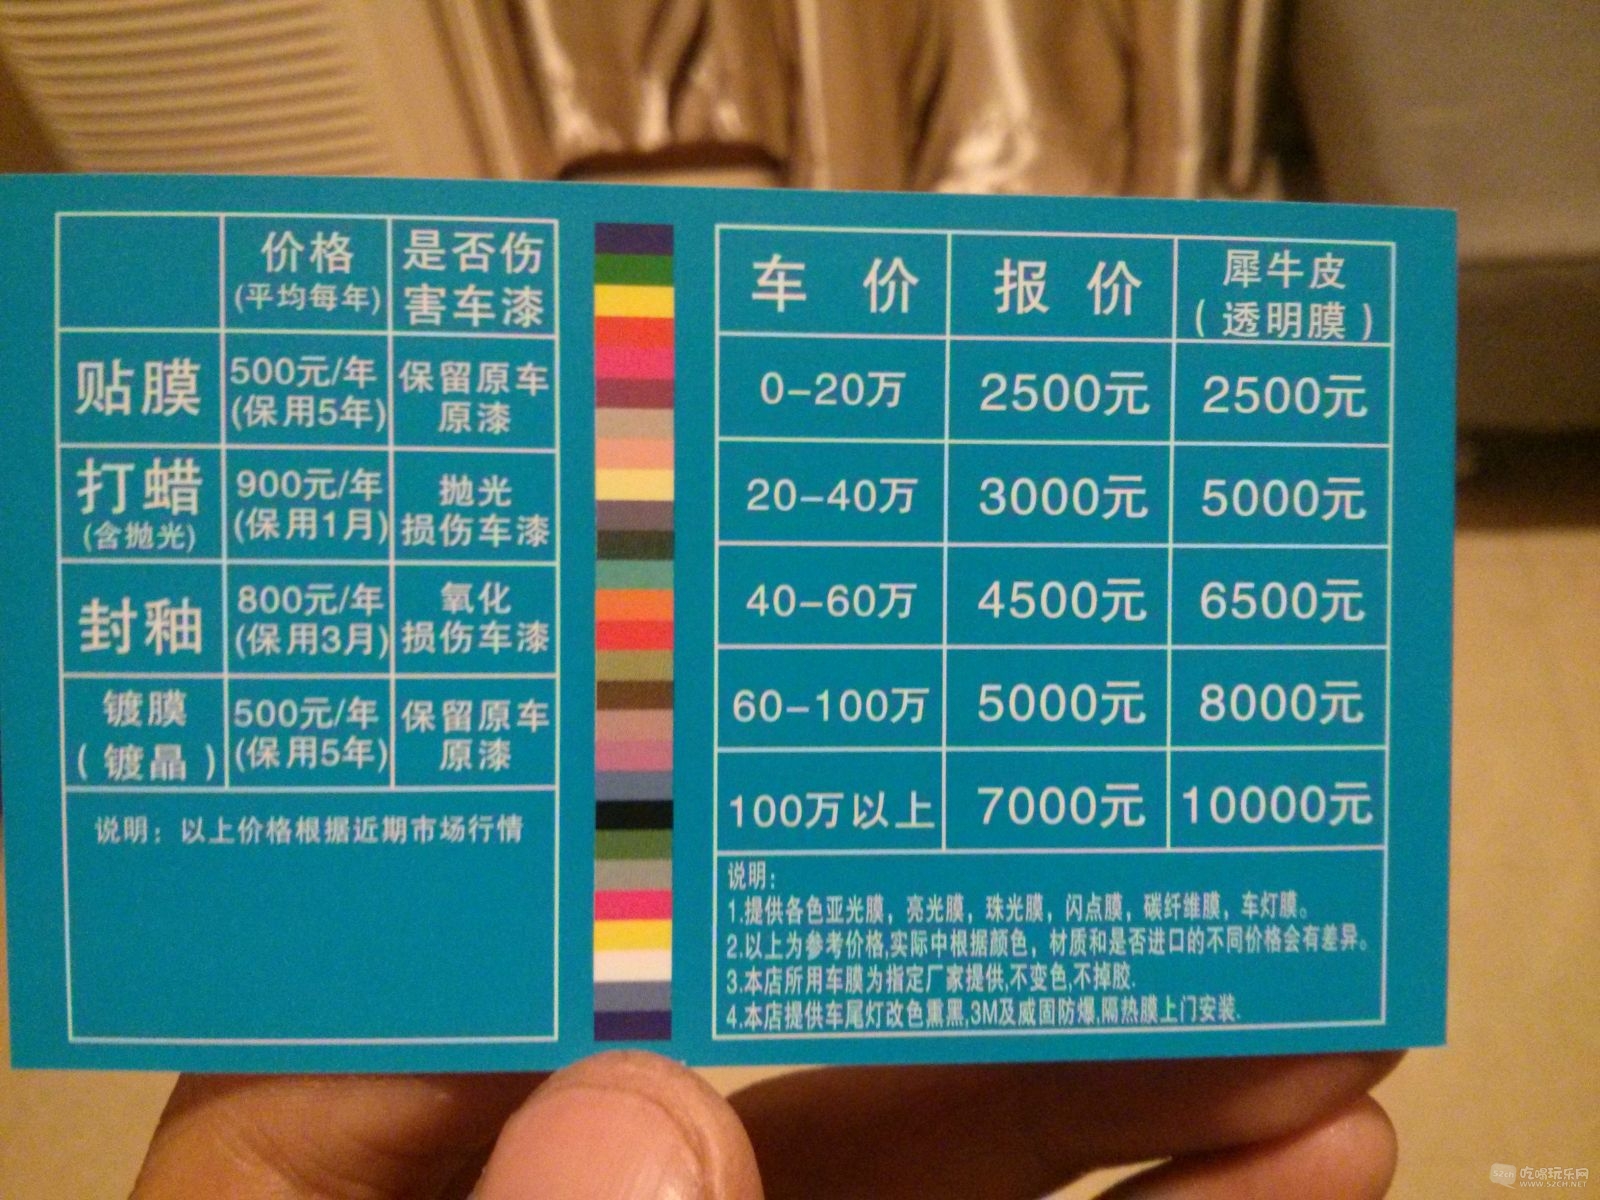 价格
(平均每年)
是否伤
害车漆
贴膜
500元/年
(保用5年)
保留原车
原漆
打蜡
(含抛光)
900元/年
(保用1月)
抛光
损伤车漆
封釉
800元/年
(保用3月)
氧化
损伤车漆
镀膜
(镀晶)
500元/年
(保用5年)
保留原车
原漆
说明：以上价格根据近期市场行情
车 价
报 价
犀牛皮
(透明膜)
0-20万
2500元
2500元
20-40万
3000元
5000元
40-60万
4500元
6500元
60-100万
5000元
8000元
100万以上
7000元
10000元
说明：
1.提供各色亚光膜，亮光膜，珠光膜，闪点膜，碳纤维膜，车灯膜。
2.以上为参考价格,实际中根据颜色，材质和是否进口的不同价格会有差异。
3.本店所用车膜为指定厂家提供,不变色,不掉胶.
4.本店提供车尾灯改色熏黑,3M及威固防爆,隔热膜上门安装.
吃喝玩乐网
WWW.SZCH.NET